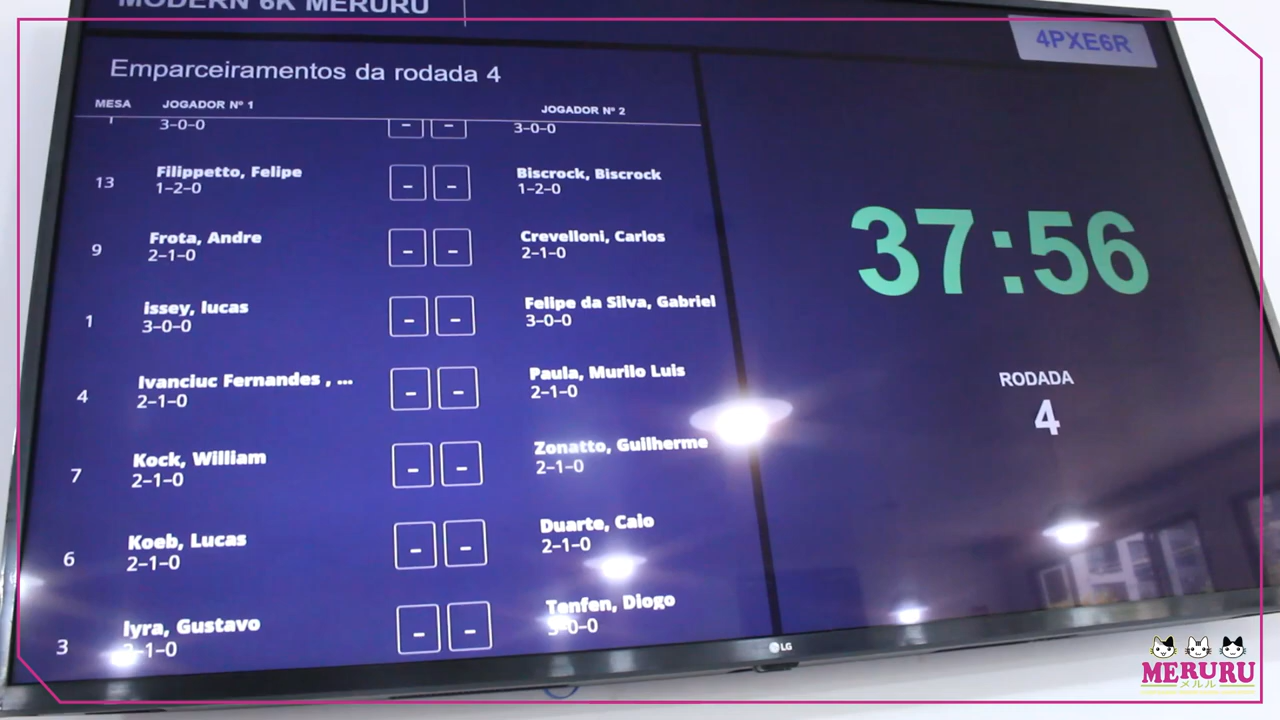 MODERN 6K MERURU
4PXE6R
Emparceiramentos da rodada 4
MESA JOGADOR Nº 1 JOGADOR Nº 2
3-0-0 - - 3-0-0
13 Filippetto, Felipe - - Biscrock, Biscrock
1-2-0 1-2-0
9 Frota, Andre - - Crevelloni, Carlos
2-1-0 2-1-0
1 issey, lucas - - Felipe da Silva, Gabriel
3-0-0 3-0-0
4 Ivanciuc Fernandes , ... - - Paula, Murilo Luis
2-1-0 2-1-0
7 Kock, William - - Zonatto, Guilherme
2-1-0 2-1-0
6 Koeb, Lucas - - Duarte, Caio
2-1-0 2-1-0
3 Iyra, Gustavo - - Tenfen, Diogo
-1-0 -0-0
37:56
RODADA
4
LG
MERURU
メルル